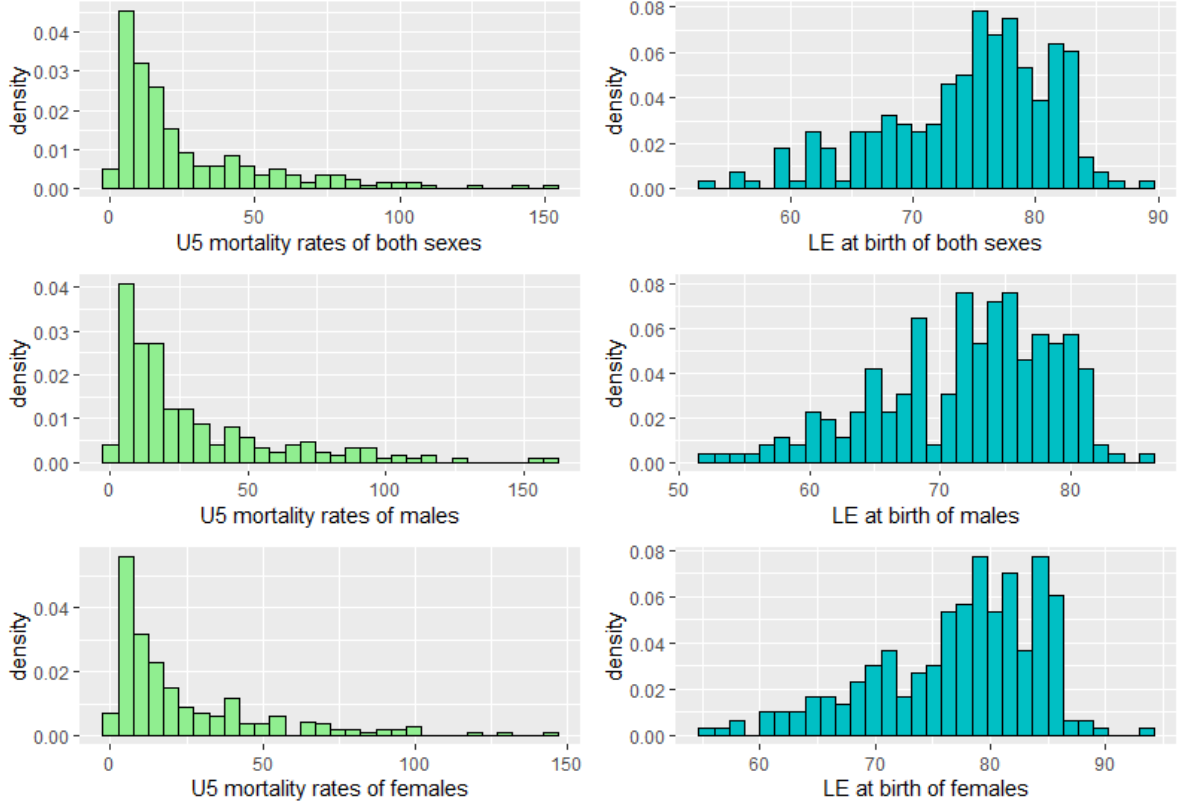 density
0.04
0.03
0.02
0.01
0.00
0 50 100 150
U5 mortality rates of both sexes
density
0.08
0.06
0.04
0.02
0.00
60 70 80 90
LE at birth of both sexes
density
0.04
0.03
0.02
0.01
0.00
0 50 100 150
U5 mortality rates of males
density
0.08
0.06
0.04
0.02
0.00
50 60 70 80
LE at birth of males
density
0.04
0.02
0.00
0 50 100 150
U5 mortality rates of females
density
0.08
0.06
0.04
0.02
0.00
60 70 80 90
LE at birth of females